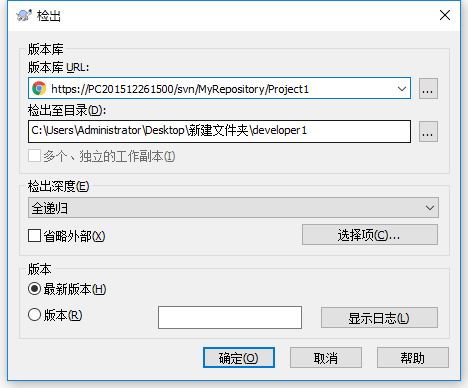 检出
版本库
版本库 URL:
https://PC201512261500/svn/MyRepository/Project1
...
检出至目录(D):
C:\Users\Administrator\Desktop\新建文件夹\developer1
...
多个、独立的工作副本(I)
检出深度(E)
全递归
省略外部(X)
选择项(C)...
版本
最新版本(H)
版本(R)
显示日志(L)
确定(O)
取消
帮助